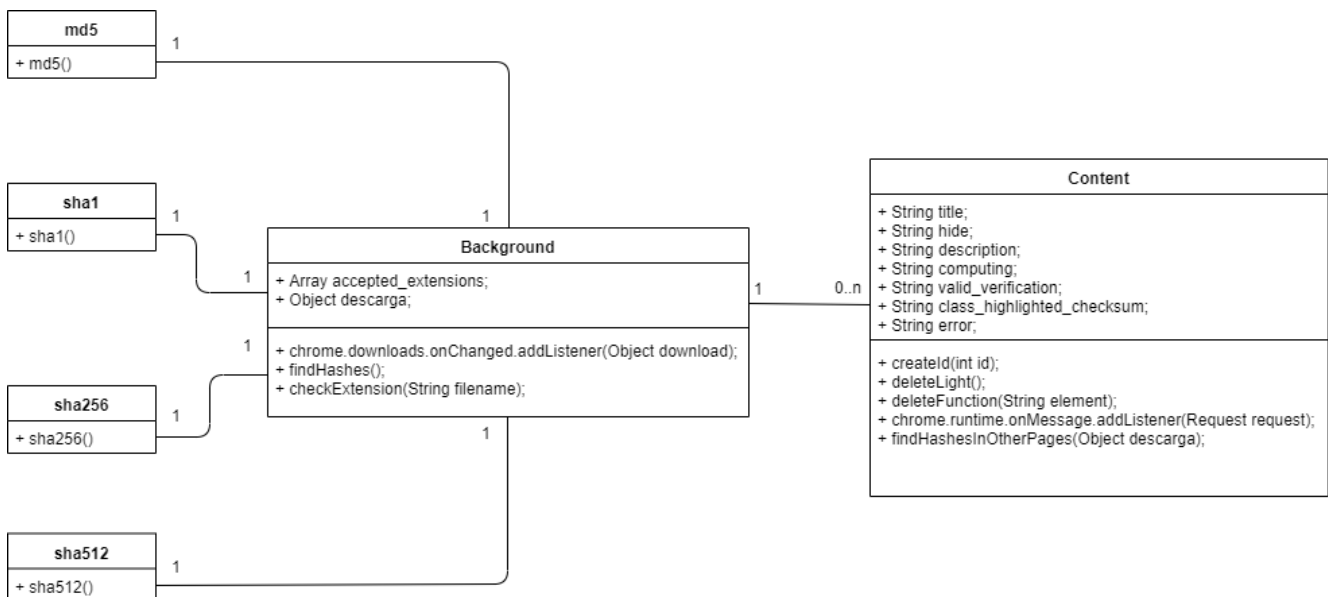 md5
+ md5()
1
1
sha1
+ sha1()
1
1
sha256
+ sha256()
1
1
sha512
+ sha512()
1
1
Background
+ Array accepted_extensions;
+ Object descarga;
+ chrome.downloads.onChanged.addListener(Object download);
+ findHashes();
+ checkExtension(String filename);
1
0..n
Content
+ String title;
+ String hide;
+ String description;
+ String computing;
+ String valid_verification;
+ String class_highlighted_checksum;
+ String error;
+ createId(int id);
+ deleteLight();
+ deleteFunction(String element);
+ chrome.runtime.onMessage.addListener(Request request);
+ findHashesInOtherPages(Object descarga);